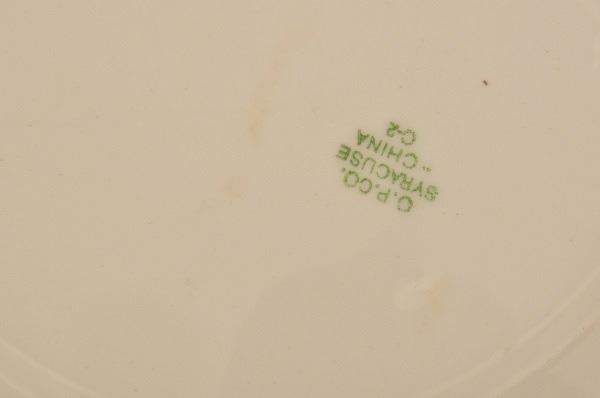 O.P.CO.
SYRACUSE
"CHINA
C-2